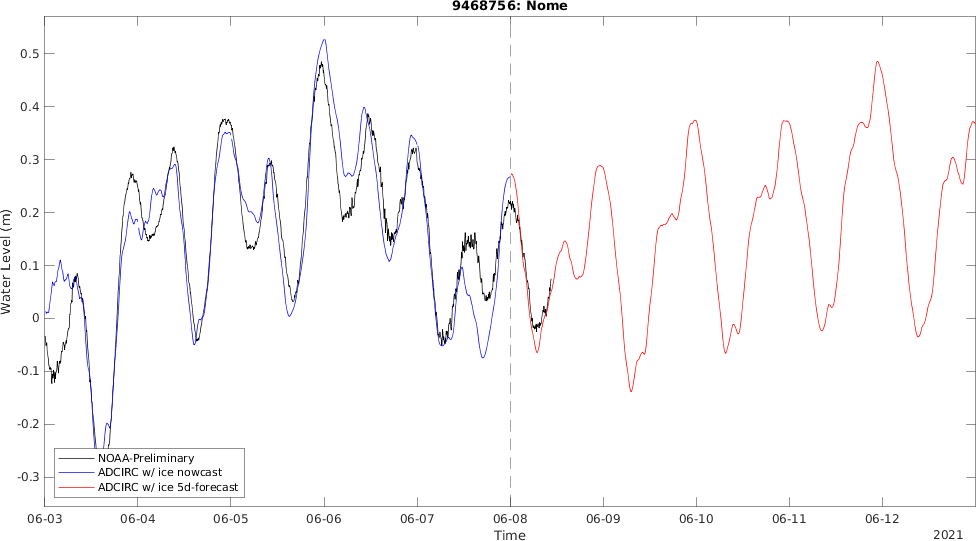 9468756: Nome
0.5
0.4
0.3
0.2
0.1
0
-0.1
-0.2
-0.3
Water Level (m)
NOAA-Preliminary
ADCIRC w/ ice nowcast
ADCIRC w/ ice 5d-forecast
06-03 06-04 06-05 06-06 06-07 06-08 06-09 06-10 06-11 06-12
Time
2021